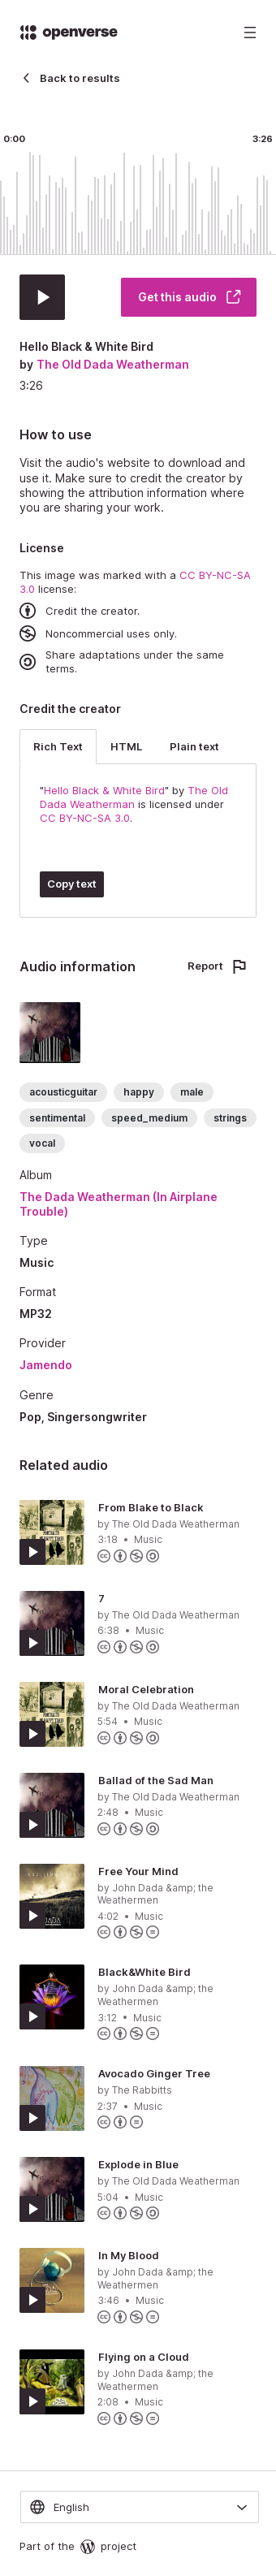 openverse
Back to results
0:00
3:26
Get this audio
Hello Black & White Bird
by The Old Dada Weatherman
3:26
How to use
Visit the audio's website to download and
use it. Make sure to credit the creator by
showing the attribution information where
you are sharing your work.
License
This image was marked with a CC BY-NC-SA
3.0 license:
Credit the creator.
Noncommercial uses only.
Share adaptations under the same
terms.
Credit the creator
Rich Text
HTML
Plain text
"Hello Black & White Bird" by The Old
Dada Weatherman is licensed under
CC BY-NC-SA 3.0.
Copy text
Audio information
Report
acousticguitar
happy
male
sentimental
speed_medium
strings
vocal
Album
The Dada Weatherman (In Airplane
Trouble)
Type
Music
Format
MP32
Provider
Jamendo
Genre
Pop, Singersongwriter
Related audio
From Blake to Black
by The Old Dada Weatherman
3:18 • Music
7
by The Old Dada Weatherman
6:38 • Music
Moral Celebration
by The Old Dada Weatherman
5:54 • Music
Ballad of the Sad Man
by The Old Dada Weatherman
2:48 • Music
Free Your Mind
by John Dada &amp; the
Weathermen
4:02 • Music
Black&White Bird
by John Dada &amp; the
Weathermen
3:12 • Music
Avocado Ginger Tree
by The Rabbitts
2:37 • Music
Explode in Blue
by The Old Dada Weatherman
5:04 • Music
In My Blood
by John Dada &amp; the
Weathermen
3:46 • Music
Flying on a Cloud
by John Dada &amp; the
Weathermen
2:08 • Music
English
Part of the
project